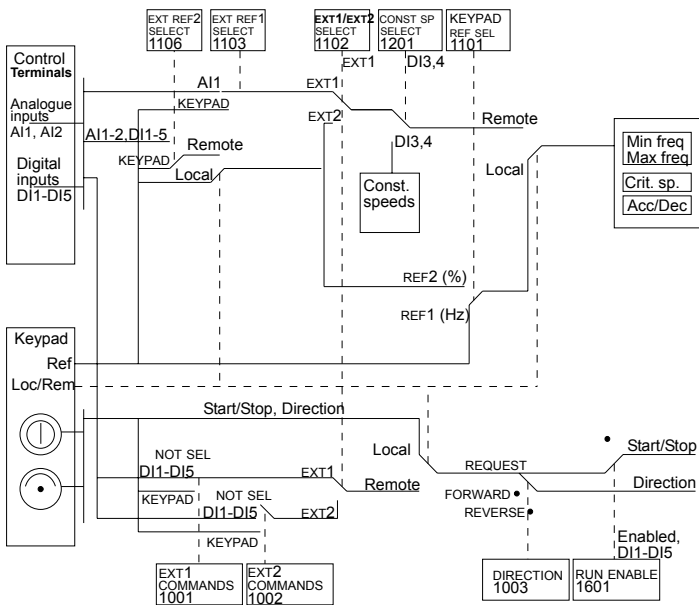 EXT REF2
SELECT
1106
EXT REF1
SELECT
1103
EXT1/EXT2
SELECT
1102
CONST SP
SELECT
1201
KEYPAD
REF SEL
1101
Control
Terminals
Analogue
inputs
AI1, AI2
Digital
inputs
DI1-DI5
EXT1
DI3,4
AI1
EXT1
KEYPAD
EXT2
AI1-2,DI1-5
Remote
KEYPAD
Local
DI3,4
Remote
Const.
speeds
Local
Min freq
Max freq
Crit. sp.
Acc/Dec
REF2 (%)
REF1 (Hz)
Keypad
Ref
Loc/Rem
Start/Stop, Direction
Local
NOT SEL
DI1-DI5
EXT1
KEYPAD
NOT SEL
DI1-DI5
EXT2
KEYPAD
Remote
REQUEST
Start/Stop
Direction
FORWARD
REVERSE
Enabled,
DI1-DI5
EXT1
COMMANDS
1001
EXT2
COMMANDS
1002
DIRECTION
1003
RUN ENABLE
1601